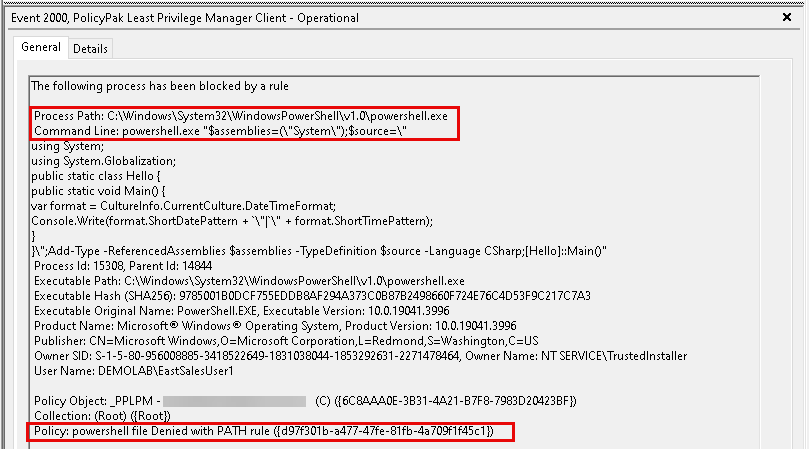 Event 2000, PolicyPak Least Privilege Manager Client - Operational
General
Details
The following process has been blocked by a rule
Process Path: C:\Windows\System32\WindowsPowerShell\v1.0\powershell.exe
Command Line: powershell.exe "$assemblies=(\"System\");$source=\"
using System;
using System.Globalization;
public static class Hello {
public static void Main() {
var format = CultureInfo.CurrentCulture.DateTimeFormat;
Console.Write(format.ShortDatePattern + `\"|`\" + format.ShortTimePattern);
}
}\";Add-Type -ReferencedAssemblies $assemblies -TypeDefinition $source -Language CSharp;[Hello]::Main()"
Process Id: 15308, Parent Id: 14844
Executable Path: C:\Windows\System32\WindowsPowerShell\v1.0\powershell.exe
Executable Hash (SHA256): 9785001B0DCF755EDDB8AF294A373C0B87B2498660F724E76C4D53F9C217C7A3
Executable Original Name: PowerShell.EXE, Executable Version: 10.0.19041.3996
Product Name: Microsoft® Windows® Operating System, Product Version: 10.0.19041.3996
Publisher: CN=Microsoft Windows,O=Microsoft Corporation,L=Redmond,S=Washington,C=US
Owner SID: S-1-5-80-956008885-3418522649-1831038044-1853292631-2271478464, Owner Name: NT SERVICE\TrustedInstaller
User Name: DEMOLAB\EastSalesUser1
Policy Object: _PPLPM - (C) ({6C8AAA0E-3B31-4A21-B7F8-7983D20423BF})
Collection: (Root) ({Root})
Policy: powershell file Denied with PATH rule ({d97f301b-a477-47fe-81fb-4a709f1f45c1})